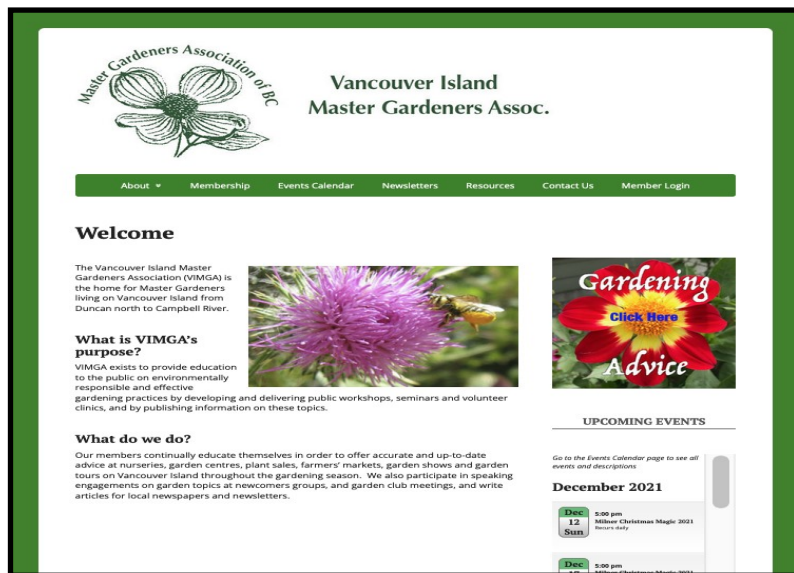 Master Gardeners Association of BC
Vancouver Island
Master Gardeners Assoc.
About
Membership
Events Calendar
Newsletters
Resources
Contact Us
Member Login
Welcome
The Vancouver Island Master
Gardeners Association (VIMGA) is
the home for Master Gardeners
living on Vancouver Island from
Duncan north to Campbell River.
What is VIMGA's
purpose?
VIMGA exists to provide education
to the public on environmentally
responsible and effective
gardening practices by developing and delivering public workshops, seminars and volunteer
clinics, and by publishing information on these topics.
What do we do?
Our members continually educate themselves in order to offer accurate and up-to-date
advice at nurseries, garden centres, plant sales, farmers' markets, garden shows and garden
tours on Vancouver Island throughout the gardening season.  We also participate in speaking
engagements on garden topics at newcomers groups, and garden club meetings, and write
articles for local newspapers and newsletters.
Gardening
Click Here
Advice
UPCOMING EVENTS
Go to the Events Calendar page to see all
events and descriptions
December 2021
Dec
12
Sun
5:00 pm
Milner Christmas Magic 2021
Recurs daily
Dec
5:00 pm